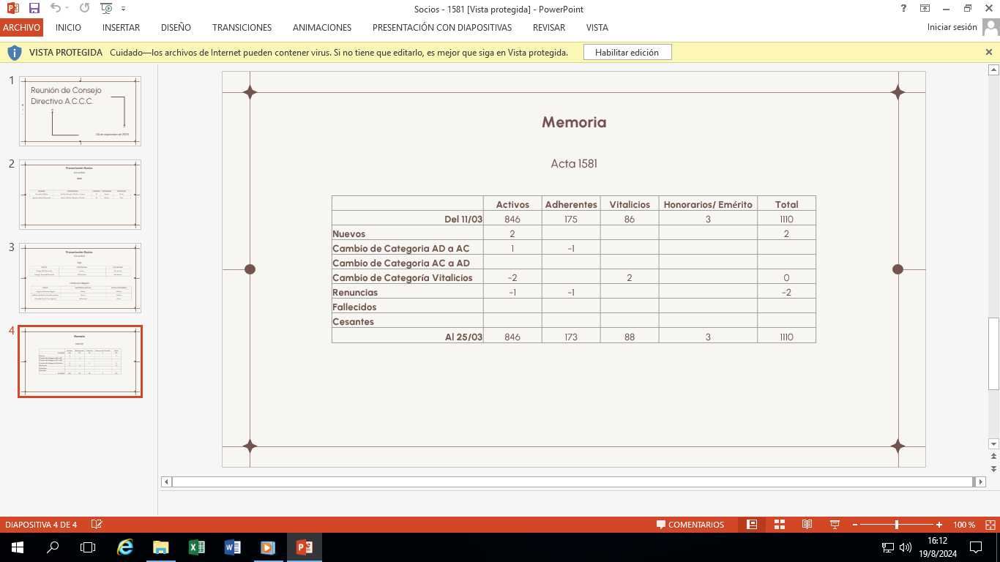 Socios - 1581 [Vista protegida] - PowerPoint
ARCHIVO INICIO INSERTAR DISEÑO TRANSICIONES ANIMACIONES PRESENTACIÓN CON DIAPOSITIVAS REVISAR VISTA Iniciar sesión
VISTA PROTEGIDA Cuidado—los archivos de Internet pueden contener virus. Si no tiene que editarlo, es mejor que siga en Vista protegida. Habilitar edición
1
Reunión de Consejo
Directivo A.C.C.C.
2
Presentación Socios
3
Presentación Socios
4
Memoria
Memoria
Acta 1581
Activos Adherentes Vitalicios Honorarios/ Emérito Total
Del 11/03 846 175 86 3 1110
Nuevos 2 2
Cambio de Categoria AD a AC 1 -1
Cambio de Categoria AC a AD
Cambio de Categoría Vitalicios -2 2 0
Renuncias -1 -1 -2
Fallecidos
Cesantes
Al 25/03 846 173 88 3 1110
DIAPOSITIVA 4 DE 4 COMENTARIOS 100 %
16:12
19/8/2024